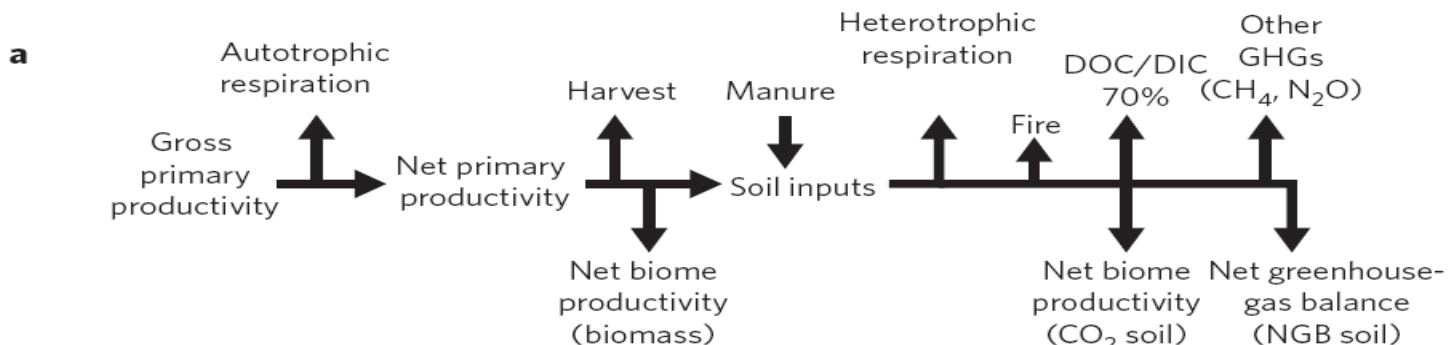 a
Autotrophic
respiration
Gross
primary
productivity
Net primary
productivity
Harvest
Manure
Net biome
productivity
(biomass)
Soil inputs
Heterotrophic
respiration
Fire
DOC/DIC
70%
Other
GHGs
(CH₄, N₂O)
Net biome
productivity
(CO₂ soil)
Net greenhouse-
gas balance
(NGB soil)